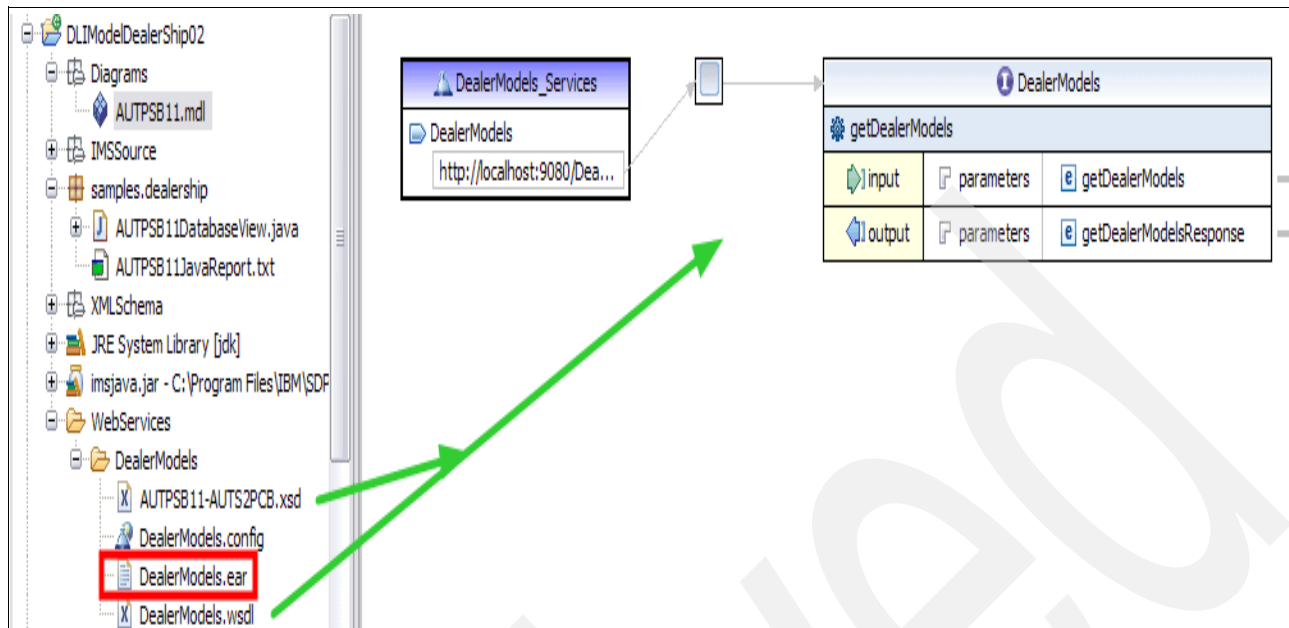 DLIModelDealerShip02
Diagrams
AUTPSB11.mdl
IMSSource
samples.dealership
AUTPSB11DatabaseView.java
AUTPSB11JavaReport.txt
XMLSchema
JRE System Library [jdk]
imsjava.jar - C:\Program Files\IBM\SDP
WebServices
DealerModels
AUTPSB11-AUTS2PCB.xsd
DealerModels.config
DealerModels.ear
DealerModels.wsdl
DealerModels_Services
DealerModels
http://localhost:9080/Dea...
DealerModels
getDealerModels
input parameters getDealerModels
output parameters getDealerModelsResponse